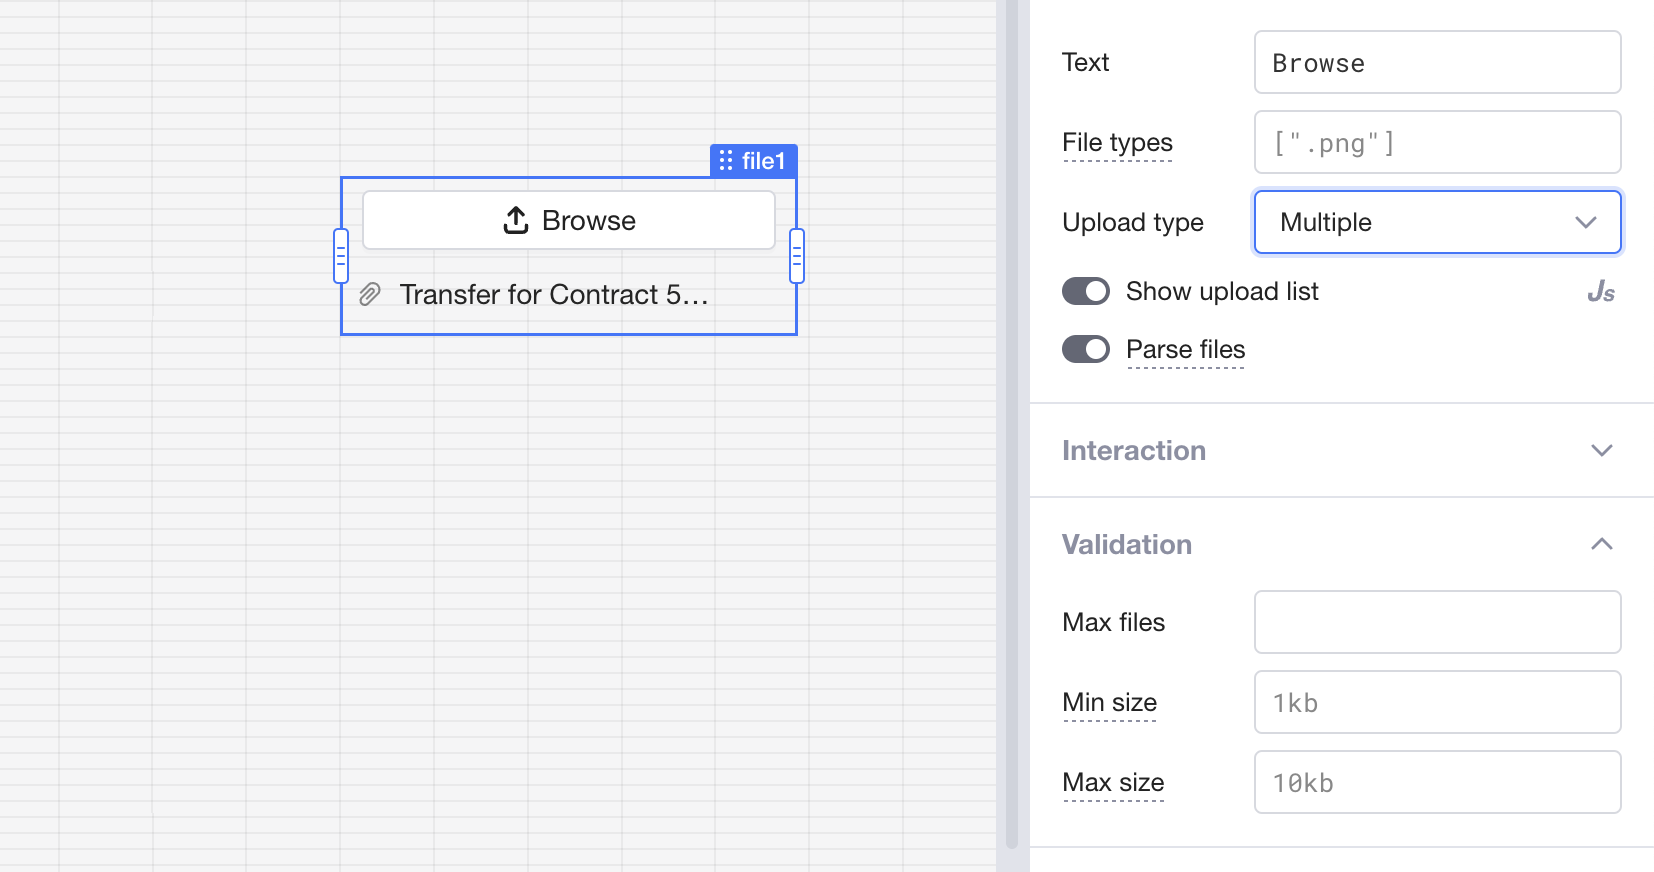 file1
Browse
Transfer for Contract 5...
Text
Browse
File types
[".png"]
Upload type
Multiple
Show upload list
Js
Parse files
Interaction
Validation
Max files
Min size
1kb
Max size
10kb